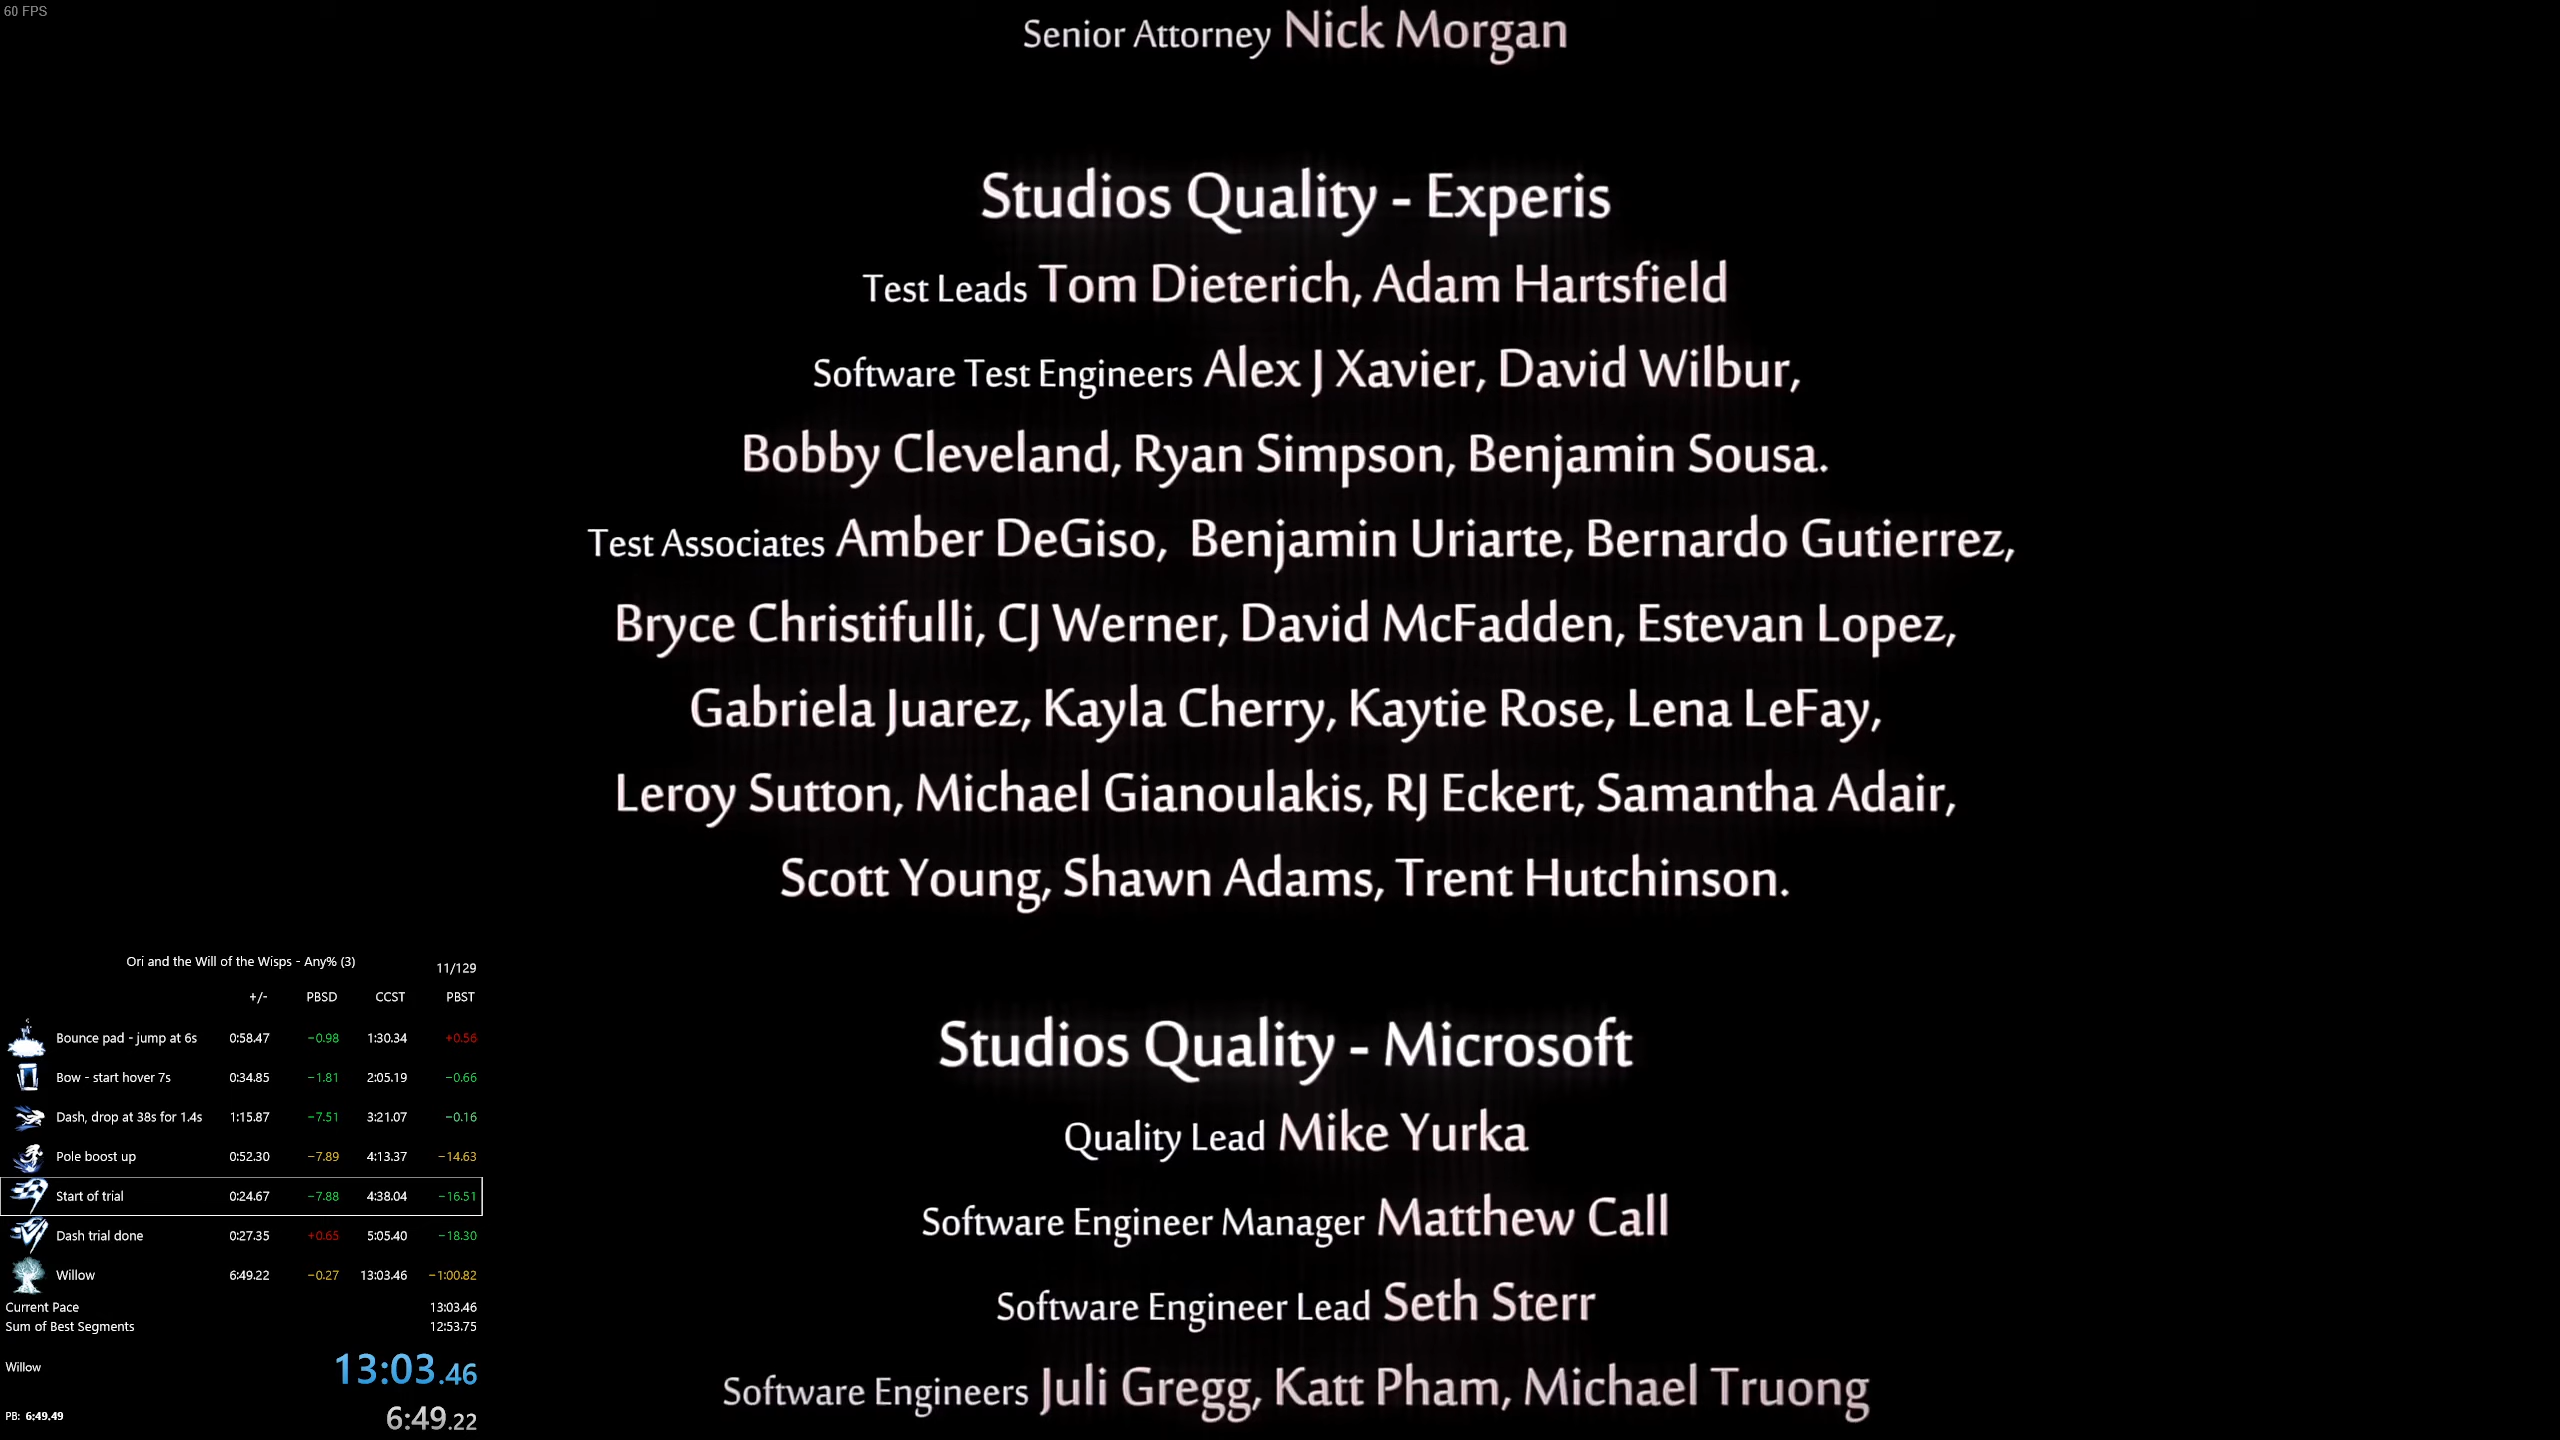 60 FPS
Senior Attorney Nick Morgan
Studios Quality - Experis
Test Leads Tom Dieterich, Adam Hartsfield
Software Test Engineers Alex J Xavier, David Wilbur,
Bobby Cleveland, Ryan Simpson, Benjamin Sousa.
Test Associates Amber DeGiso, Benjamin Uriarte, Bernardo Gutierrez,
Bryce Christifulli, CJ Werner, David McFadden, Estevan Lopez,
Gabriela Juarez, Kayla Cherry, Kaytie Rose, Lena LeFay,
Leroy Sutton, Michael Gianoulakis, RJ Eckert, Samantha Adair,
Scott Young, Shawn Adams, Trent Hutchinson.
Studios Quality - Microsoft
Quality Lead Mike Yurka
Software Engineer Manager Matthew Call
Software Engineer Lead Seth Sterr
Software Engineers Juli Gregg, Katt Pham, Michael Truong
Ori and the Will of the Wisps - Any% (3)
11/129
+/- PBSD CCST PBST
Bounce pad - jump at 6s 0:58.47 −0.98 1:30.34 +0.56
Bow - start hover 7s 0:34.85 −1.81 2:05.19 −0.66
Dash, drop at 38s for 1.4s 1:15.87 −7.51 3:21.07 −0.16
Pole boost up 0:52.30 −7.89 4:13.37 −14.63
Start of trial 0:24.67 −7.88 4:38.04 −16.51
Dash trial done 0:27.35 +0.65 5:05.40 −18.30
Willow 6:49.22 −0.27 13:03.46 −1:00.82
Current Pace 13:03.46
Sum of Best Segments 12:53.75
Willow 13:03.46
PB: 6:49.49 6:49.22